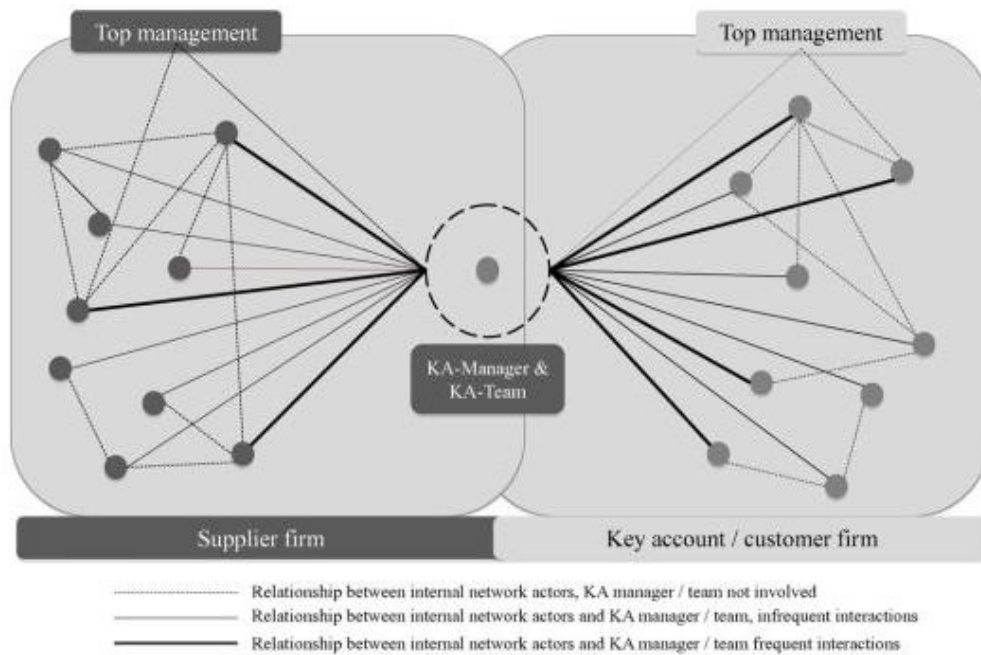 Top management
Top management
KA-Manager &
KA-Team
Supplier firm
Key account / customer firm
Relationship between internal network actors, KA manager / team not involved
Relationship between internal network actors and KA manager / team, infrequent interactions
Relationship between internal network actors and KA manager / team frequent interactions